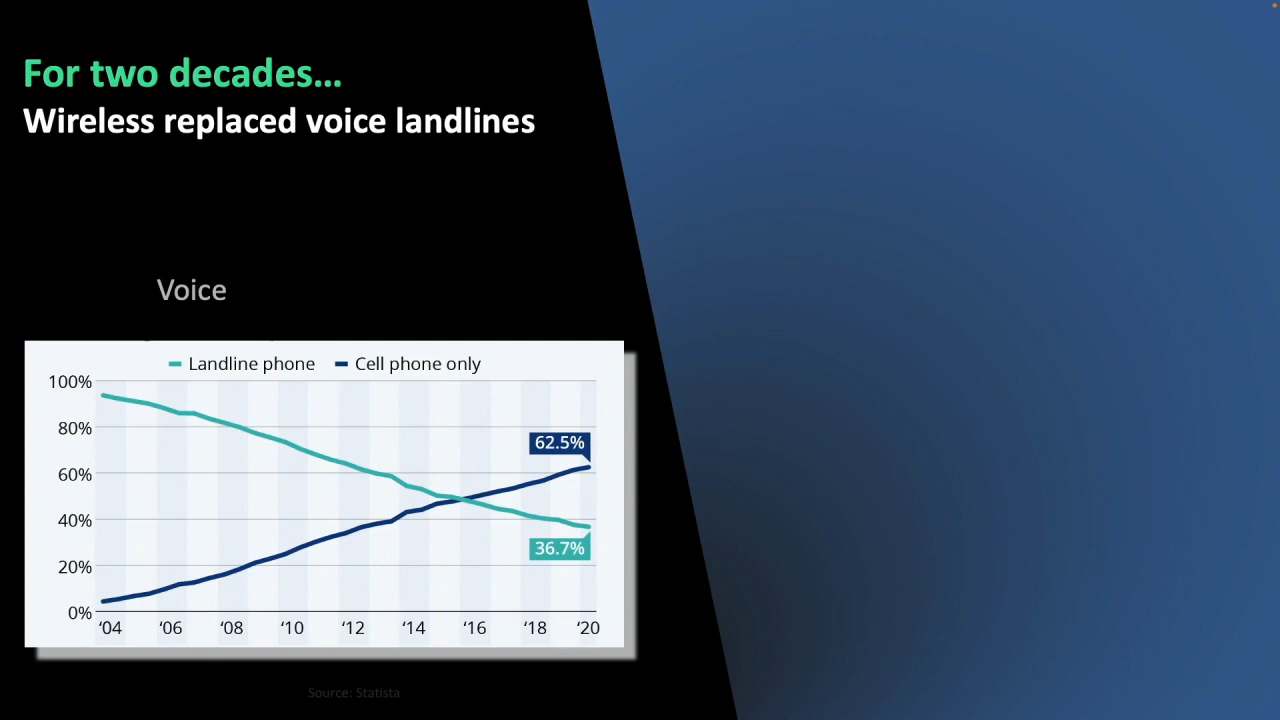 For two decades…
Wireless replaced voice landlines
Voice
Landline phone Cell phone only
100%
80%
60%
40%
20%
0%
62.5%
36.7%
‘04 ‘06 ‘08 ‘10 ‘12 ‘14 ‘16 ‘18 ‘20
Source: Statista